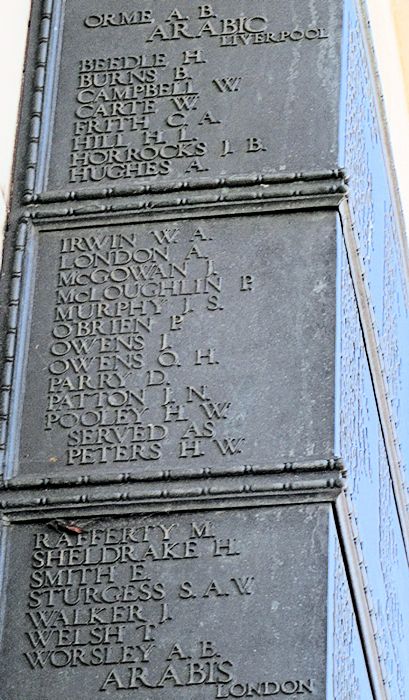 ORME A. B.
ARABIC
LIVERPOOL
BEEDLE H.
BURNS B.
CAMPBELL W.
CARTE W.
FRITH C. A.
HILL H. L.
HORROCKS J. B.
HUGHES A.
IRWIN W. A.
LONDON A.
McGOWAN J.
McLOUGHLIN P.
MURPHY J. S.
O'BRIEN P.
OWENS J.
OWENS O. H.
PARRY D.
PATTON J. N.
POOLEY H. W.
SERVED AS
PETERS H. W.
RAFFERTY M.
SHELDRAKE H.
SMITH E.
STURGESS S. A. V.
WALKER J.
WELSH T.
WORSLEY A. E.
ARABIS
LONDON